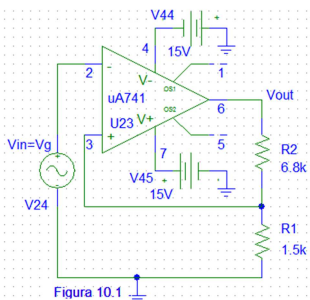 V44
+
4
15V
2
-
V-
OS1
1
uA741
6
Vout
OS2
U23
V+
3
+
5
Vin=Vg
7
R2
6.8k
+
V45
15V
V24
R1
1.5k
Figura 10.1